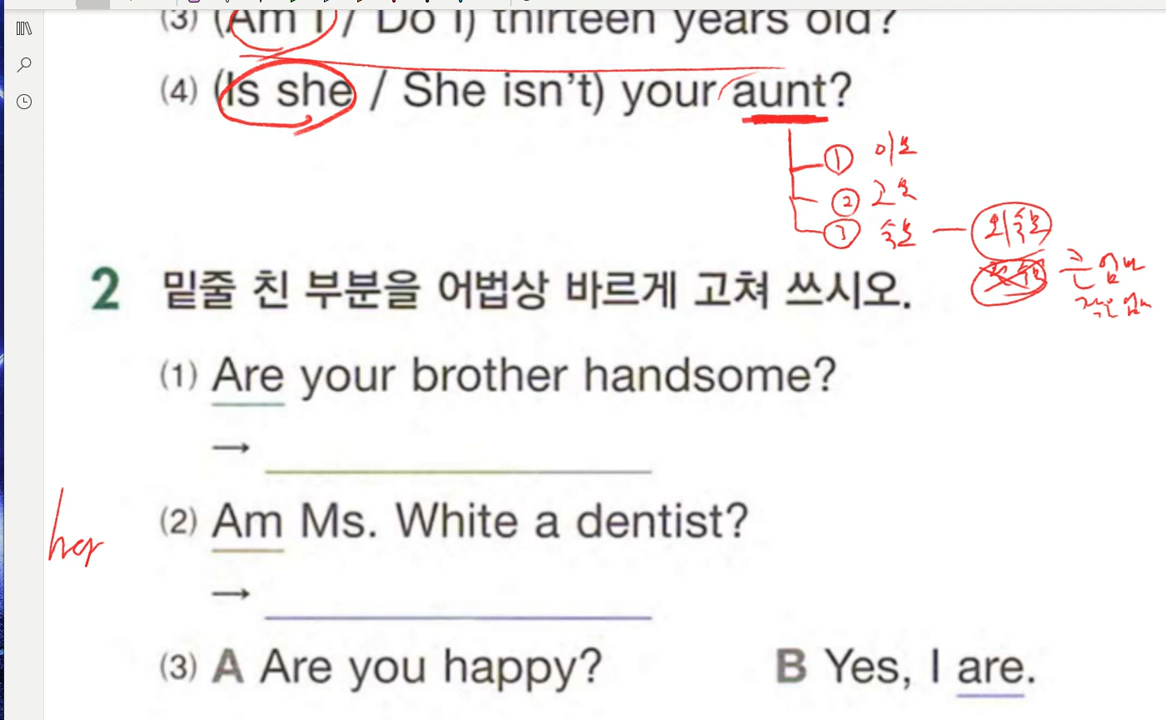 (3) (Am I / Do I) thirteen years old?
(4) (Is she / She isn't) your aunt?
① 이모
② 고모
③ 숙모 — 외숙모
큰엄마
작은엄마
2 밑줄 친 부분을 어법상 바르게 고쳐 쓰시오.
(1) Are your brother handsome?
→
(2) Am Ms. White a dentist?
her
→
(3) A Are you happy? B Yes, I are.